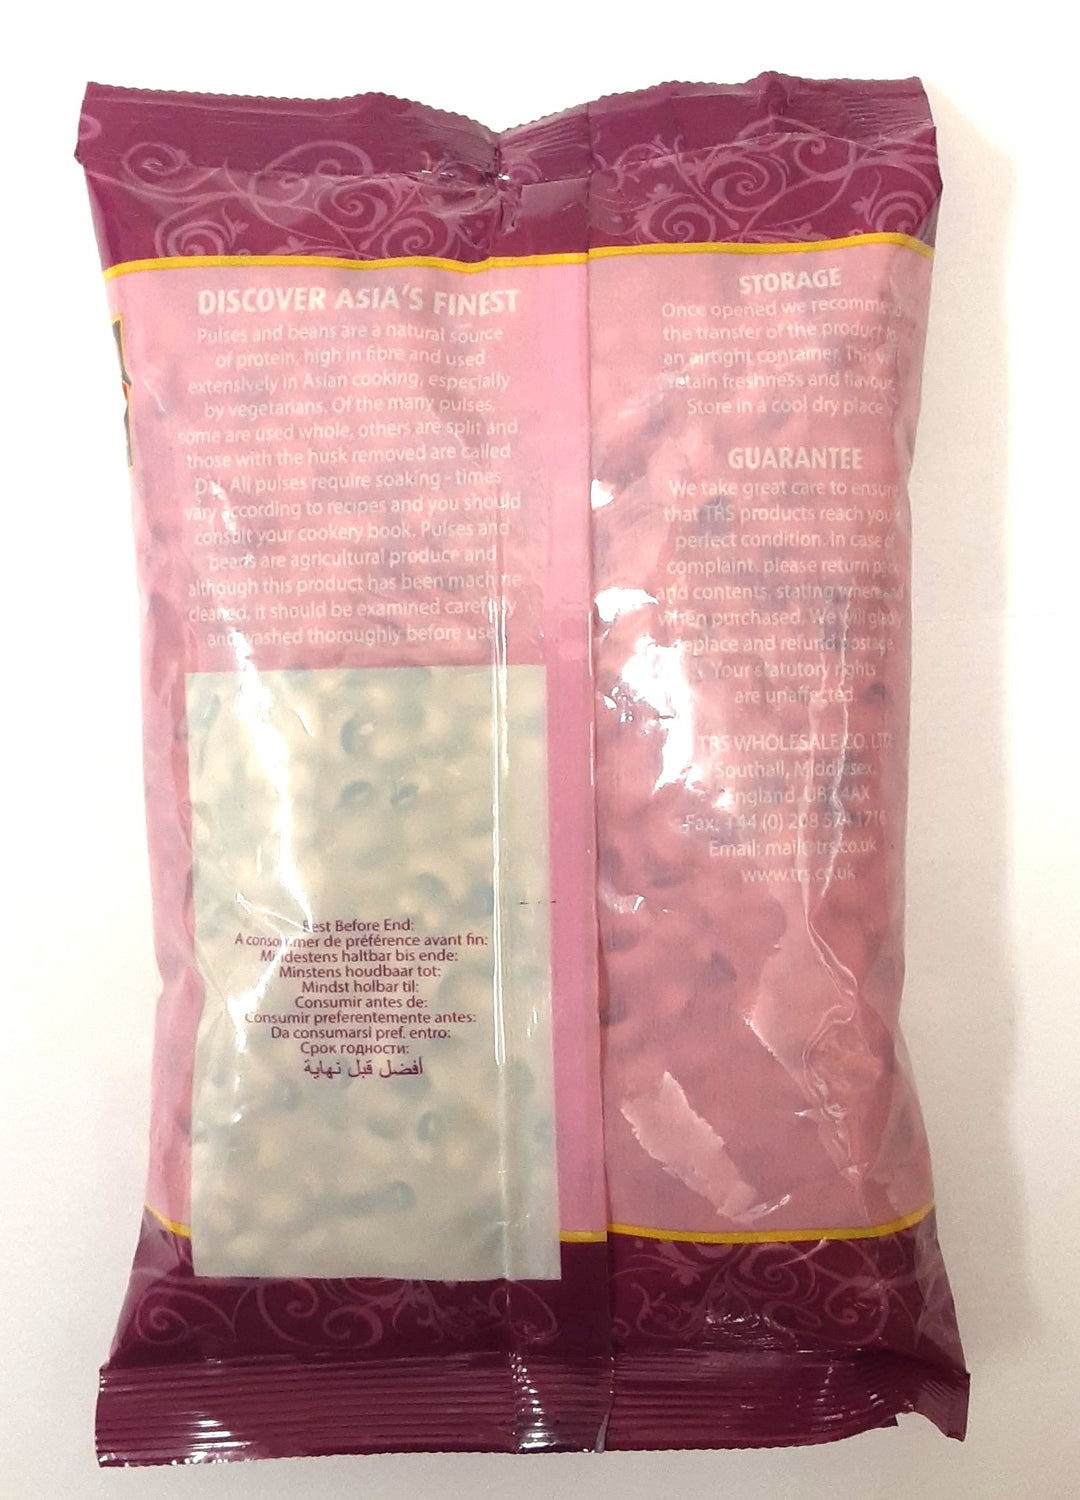 DISCOVER ASIA'S FINEST
Pulses and beans are a natural source
of protein, high in fibre and used
extensively in Asian cooking, especially
by vegetarians. Of the many pulses,
some are used whole, others are split and
those with the husk removed are called
Dal. All pulses require soaking - times
vary according to recipes and you should
consult your cookery book. Pulses and
beans are agricultural produce and
although this product has been machine
cleaned, it should be examined carefully
and washed thoroughly before use.
Best Before End:
A consommer de préférence avant fin:
Mindestens haltbar bis ende:
Minstens houdbaar tot:
Mindst holbar til:
Consumir antes de:
Consumir preferentemente antes:
Da consumarsi pref. entro:
Срок годности:
أفضل قبل نهاية
STORAGE
Once opened we recommend
the transfer of the product to
an airtight container. This will
retain freshness and flavour.
Store in a cool dry place.
GUARANTEE
We take great care to ensure
that TRS products reach you
perfect condition. In case of
complaint, please return pack
and contents, stating where and
when purchased. We will gladly
replace and refund postage.
Your statutory rights
are unaffected.
TRS WHOLESALE CO. LTD
Southall, Middlesex,
England UB2 4AX
Fax: +44 (0) 208 574 1716
Email: mail@trs.co.uk
www.trs.co.uk